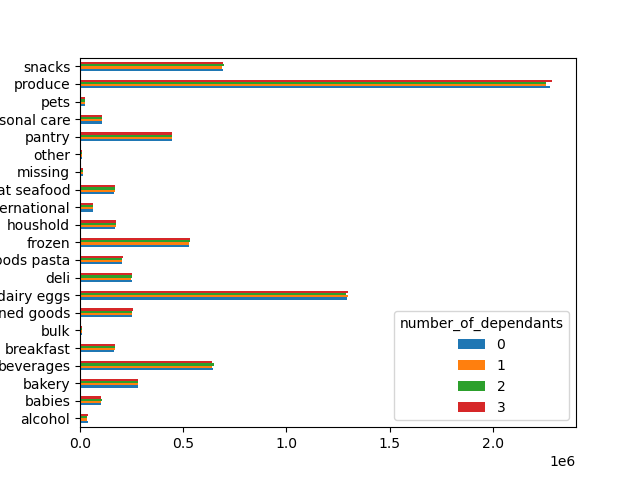 snacks
produce
pets
sonal care
pantry
other
missing
at seafood
ernational
houshold
frozen
oods pasta
deli
dairy eggs
ned goods
bulk
breakfast
beverages
bakery
babies
alcohol
number_of_dependants
0
1
2
3
0.0 0.5 1.0 1.5 2.0
1e6